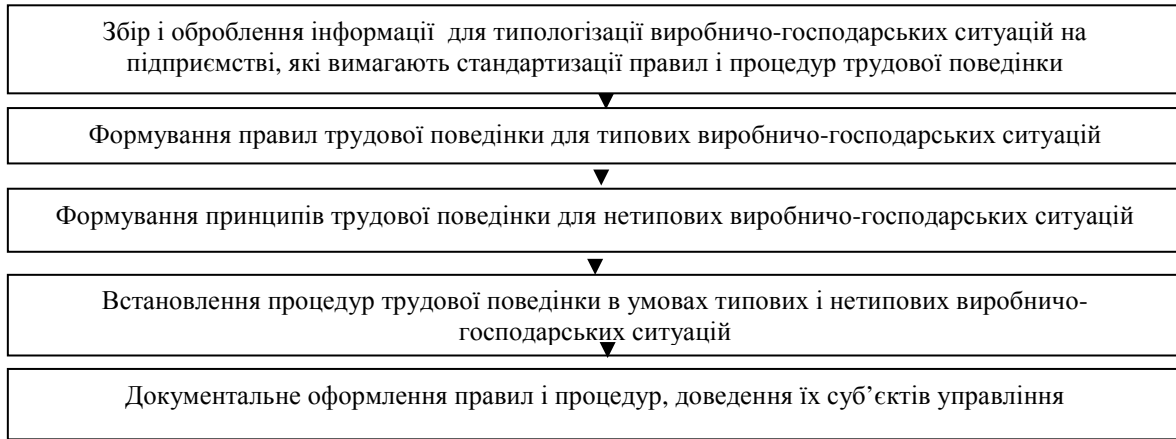 Збір і оброблення інформації для типологізації виробничо-господарських ситуацій на
підприємстві, які вимагають стандартизації правил і процедур трудової поведінки
Формування правил трудової поведінки для типових виробничо-господарських ситуацій
Формування принципів трудової поведінки для нетипових виробничо-господарських ситуацій
Встановлення процедур трудової поведінки в умовах типових і нетипових виробничо-
господарських ситуацій
Документальне оформлення правил і процедур, доведення їх суб’єктів управління